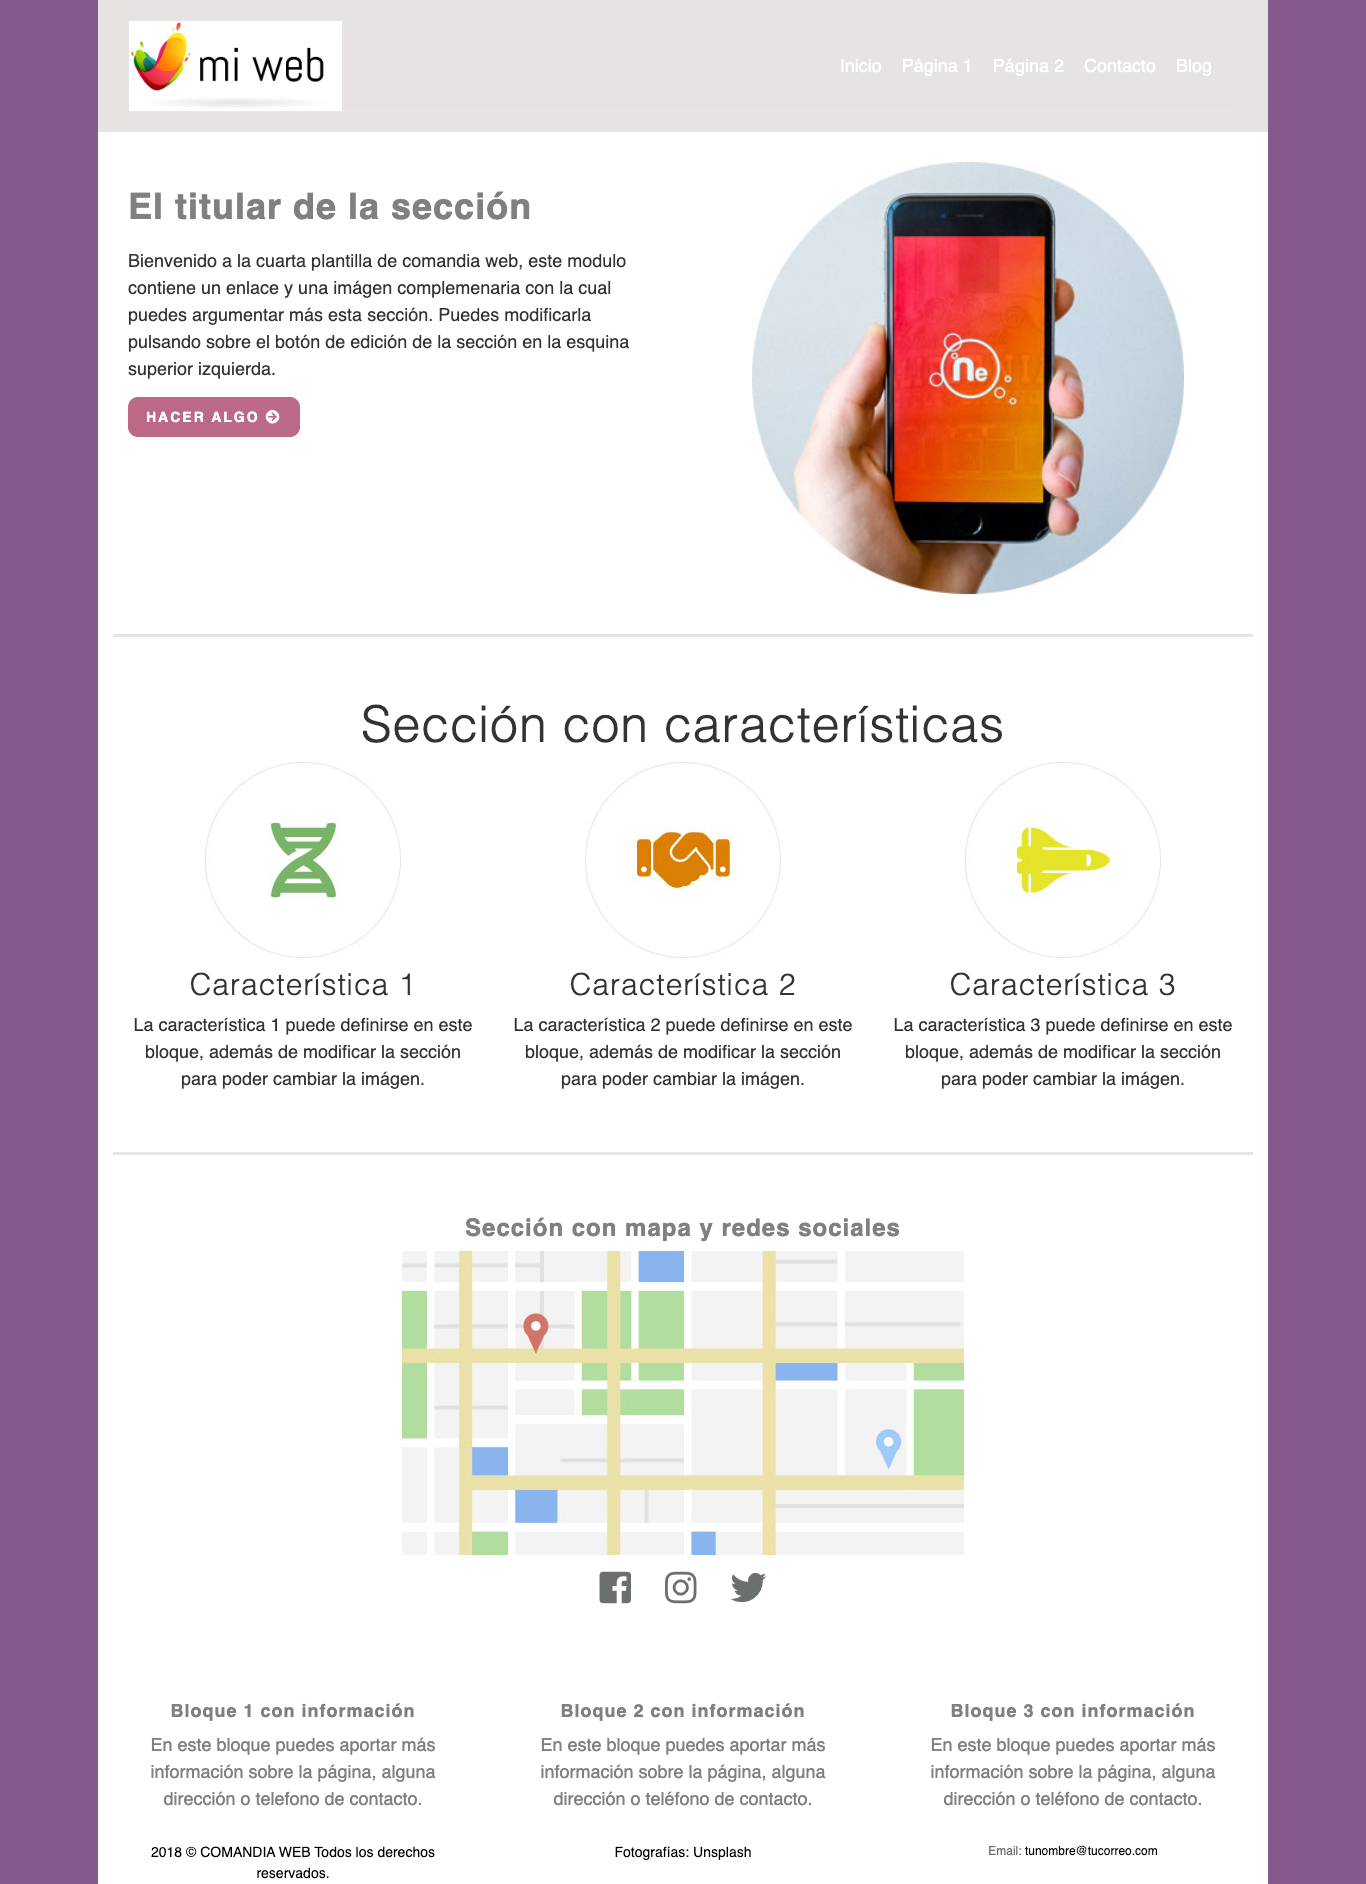 mi web
Inicio Página 1 Página 2 Contacto Blog
El titular de la sección
Bienvenido a la cuarta plantilla de comandia web, este modulo
contiene un enlace y una imágen complemenaria con la cual
puedes argumentar más esta sección. Puedes modificarla
pulsando sobre el botón de edición de la sección en la esquina
superior izquierda.
HACER ALGO
ne
Sección con características
Característica 1
La característica 1 puede definirse en este
bloque, además de modificar la sección
para poder cambiar la imágen.
Característica 2
La característica 2 puede definirse en este
bloque, además de modificar la sección
para poder cambiar la imágen.
Característica 3
La característica 3 puede definirse en este
bloque, además de modificar la sección
para poder cambiar la imágen.
Sección con mapa y redes sociales
Bloque 1 con información
En este bloque puedes aportar más
información sobre la página, alguna
dirección o telefono de contacto.
Bloque 2 con información
En este bloque puedes aportar más
información sobre la página, alguna
dirección o teléfono de contacto.
Bloque 3 con información
En este bloque puedes aportar más
información sobre la página, alguna
dirección o teléfono de contacto.
2018 © COMANDIA WEB Todos los derechos
reservados.
Fotografías: Unsplash
Email: tunombre@tucorreo.com